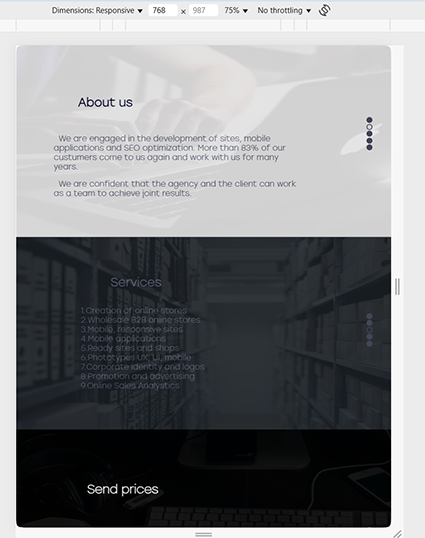 Dimensions: Responsive 768 x 987 75% No throttling
About us
We are engaged in the development of sites, mobile
applications and SEO optimization. More than 83% of our
custumers come to us again and work with us for many
years.
We are confident that the agency and the client can work
as a team to achieve joint results.
Services
1.Creation of online stores
2.Wholesale B2B online stores
3.Mobile, responsive sites
4.Mobile applications
5.Ready sites and shops
6.Phototypes UX, UI, mobile
7.Corporate identity and logos
8.Promotion and advertising
9.Online Sales Analystics
Send prices